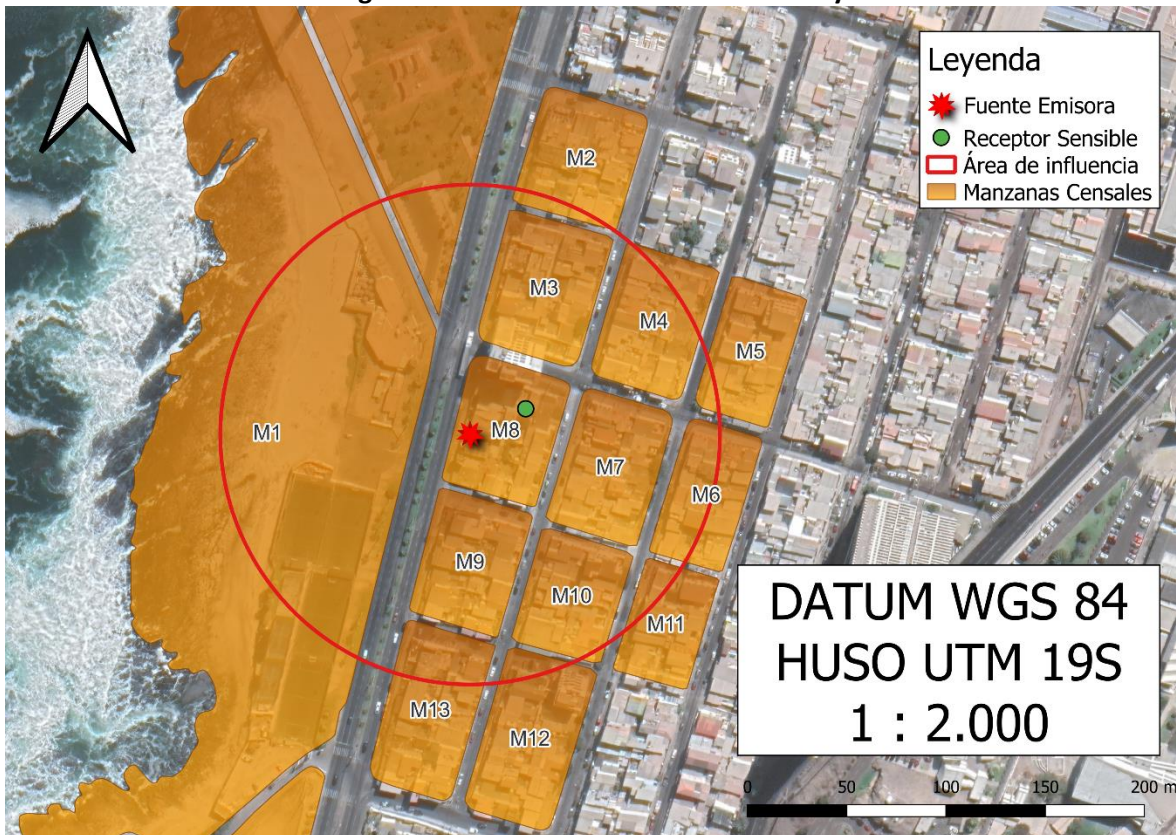 Leyenda
Fuente Emisora
Receptor Sensible
Área de influencia
Manzanas Censales
M2
M3
M4
M5
M1
M8
M7
M6
M9
M10
M11
M13
M12
DATUM WGS 84
HUSO UTM 19S
1 : 2.000
0 50 100 150 200 m